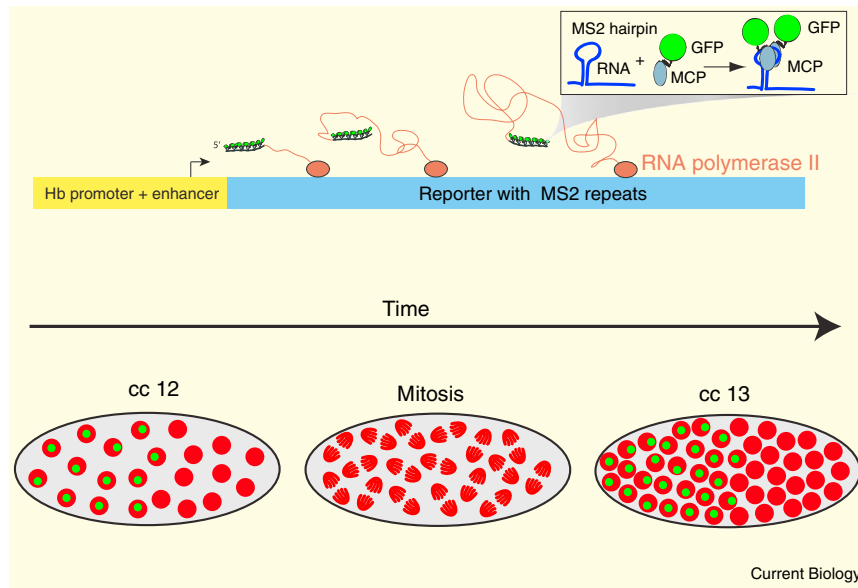 MS2 hairpin
GFP
RNA
+
GFP
MCP
MCP
5'
RNA polymerase II
Hb promoter + enhancer
Reporter with MS2 repeats
Time
cc 12
Mitosis
cc 13
Current Biology